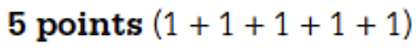 5 points (1 + 1 + 1 + 1 + 1)